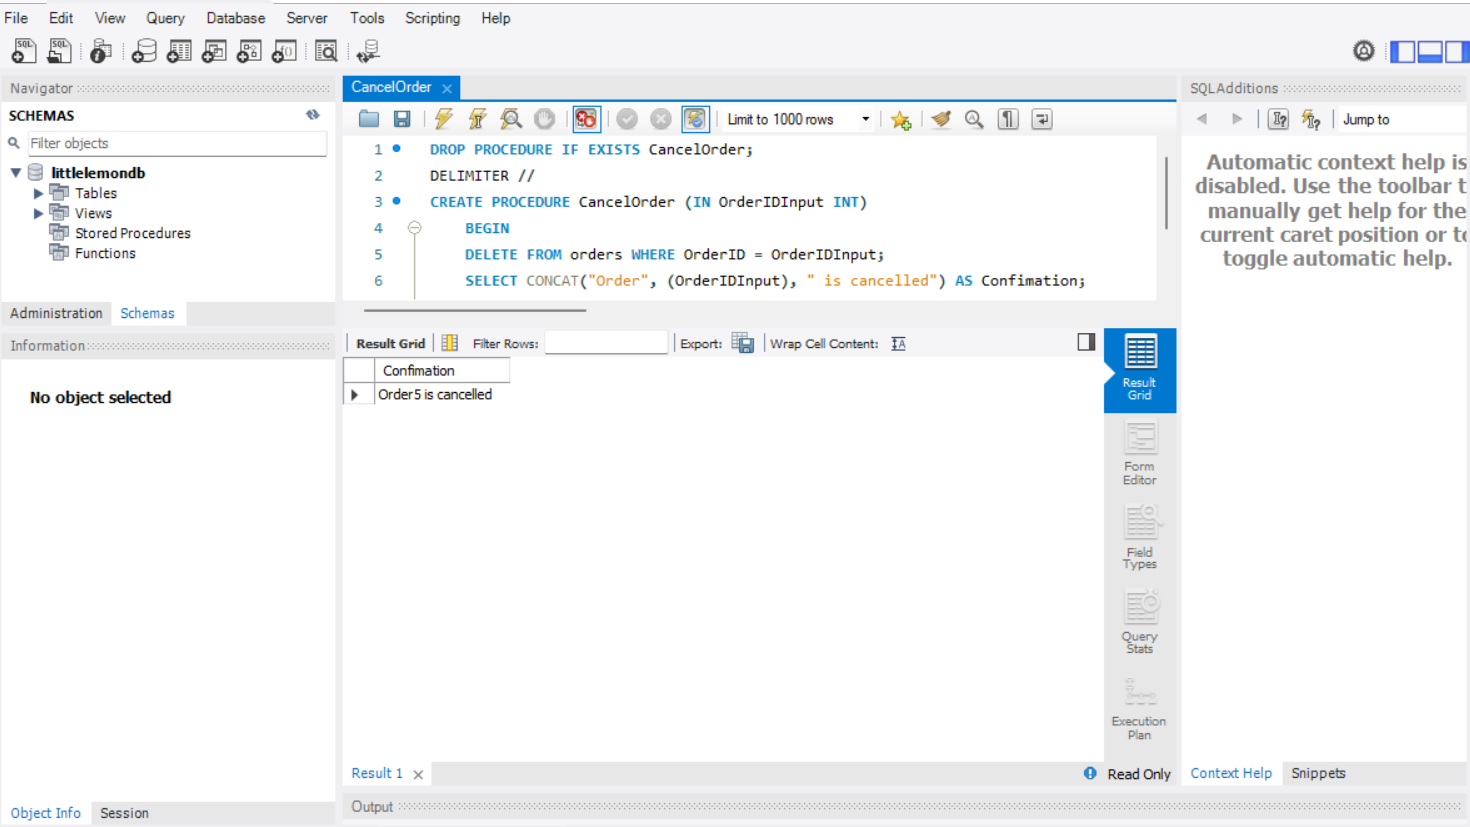 File Edit View Query Database Server Tools Scripting Help
SQL SQL
Navigator
SCHEMAS
Filter objects
littlelemondb
Tables
Views
Stored Procedures
Functions
Administration Schemas
Information
No object selected
Object Info Session
CancelOrder
Limit to 1000 rows
1 DROP PROCEDURE IF EXISTS CancelOrder;
2 DELIMITER //
3 CREATE PROCEDURE CancelOrder (IN OrderIDInput INT)
4 BEGIN
5 DELETE FROM orders WHERE OrderID = OrderIDInput;
6 SELECT CONCAT("Order", (OrderIDInput), " is cancelled") AS Confimation;
Result Grid Filter Rows: Export: Wrap Cell Content:
Confimation
Order5 is cancelled
Result
Grid
Form
Editor
Field
Types
Query
Stats
Execution
Plan
Result 1 Read Only
Output
SQLAdditions
Jump to
Automatic context help is
disabled. Use the toolbar t
manually get help for the
current caret position or to
toggle automatic help.
Context Help Snippets